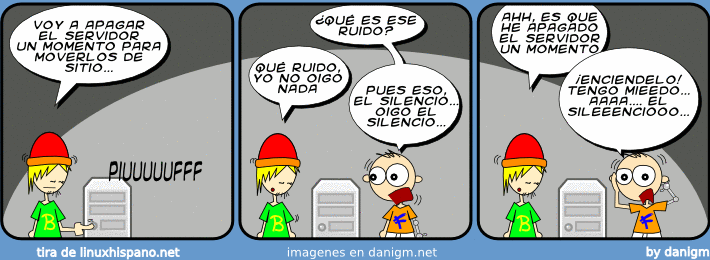 VOY A APAGAR
EL SERVIDOR
UN MOMENTO PARA
MOVERLOS DE
SITIO...
PIUUUUUFFF
B
¿QUÉ ES ESE
RUIDO?
QUÉ RUIDO,
YO NO OIGÓ
NADA
PUES ESO,
EL SILENCIO...
OIGO EL
SILENCIO...
B
AHH, ES QUE
HE APAGADO
EL SERVIDOR
UN MOMENTO
¡ENCIENDELO!
TENGO MIEEDO...
AAAA.... EL
SILEEENCIOOO...
B
tira de linuxhispano.net
imagenes en danigm.net
by danigm